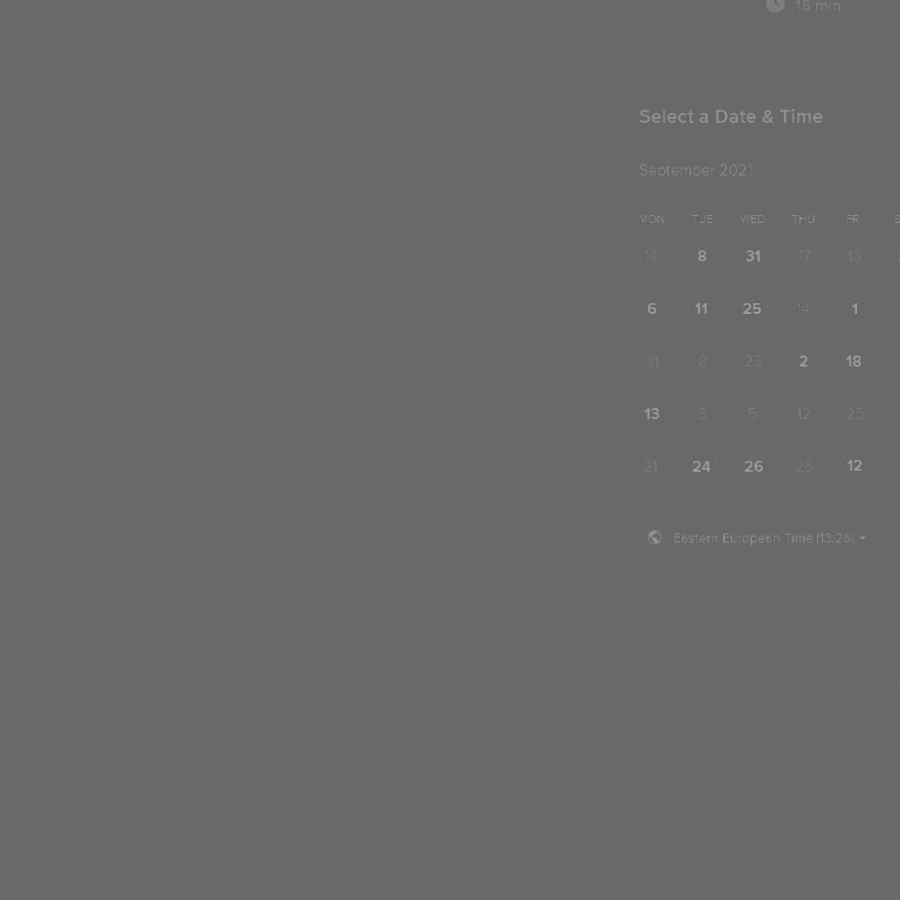 15 min
Select a Date & Time
September 2021
MON TUE WED THU FRI
14 8 31 17 13
6 11 25 14 1
31 8 25 2 18
13 3 5 12 25
21 24 26 26 12
Eastern European Time (13:26)